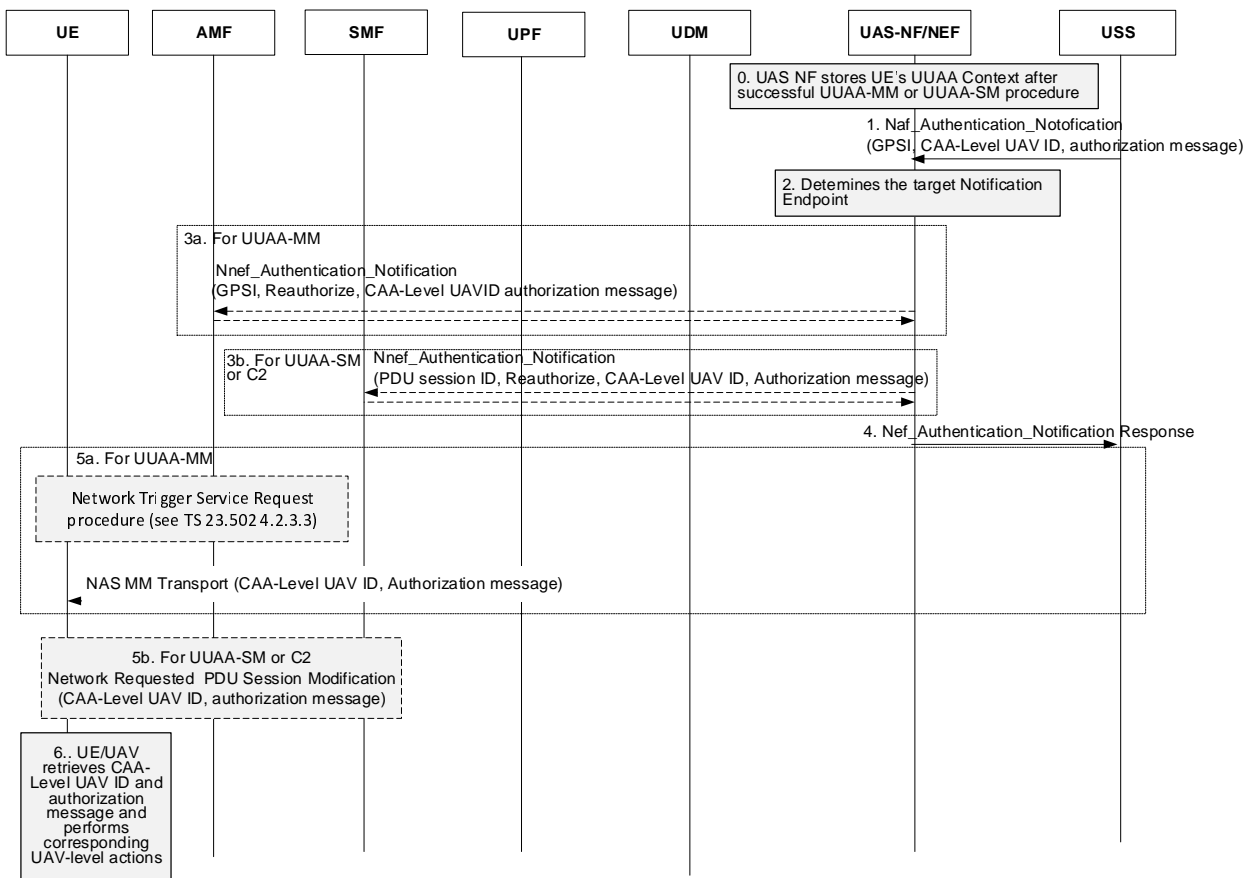 UE
AMF
SMF
UPF
UDM
UAS-NF/NEF
USS
0. UAS NF stores UE's UUAA Context after
successful UUAA-MM or UUAA-SM procedure
1. Naf_Authentication_Notofication
(GPSI, CAA-Level UAV ID, authorization message)
2. Detemines the target Notification
Endpoint
3a. For UUAA-MM
Nnef_Authentication_Notification
(GPSI, Reauthorize, CAA-Level UAVID authorization message)
3b. For UUAA-SM
or C2
Nnef_Authentication_Notification
(PDU session ID, Reauthorize, CAA-Level UAV ID, Authorization message)
4. Nef_Authentication_Notification Response
5a. For UUAA-MM
Network Trigger Service Request
procedure (see TS 23.502 4.2.3.3)
NAS MM Transport (CAA-Level UAV ID, Authorization message)
5b. For UUAA-SM or C2
Network Requested PDU Session Modification
(CAA-Level UAV ID, authorization message)
6.. UE/UAV
retrieves CAA-
Level UAV ID and
authorization
message and
performs
corresponding
UAV-level actions